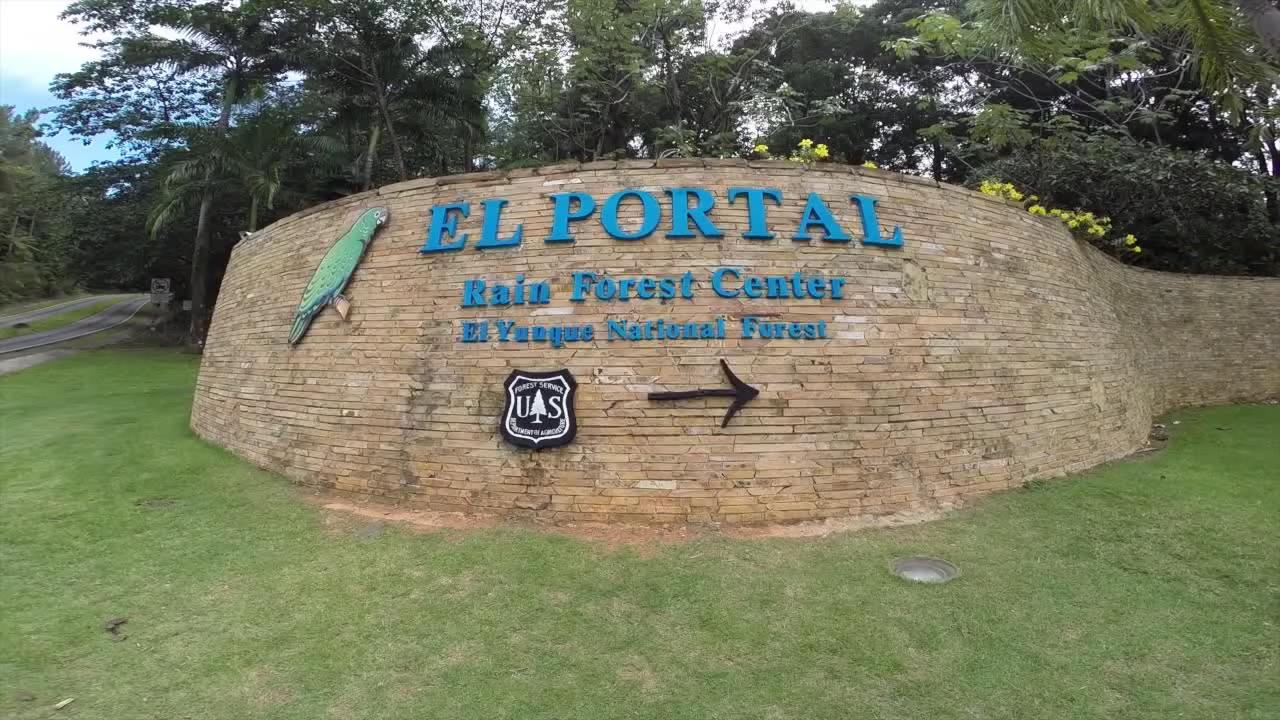 EL PORTAL
Rain Forest Center
El Yunque National Forest
FOREST SERVICE
U S
DEPARTMENT OF AGRICULTURE